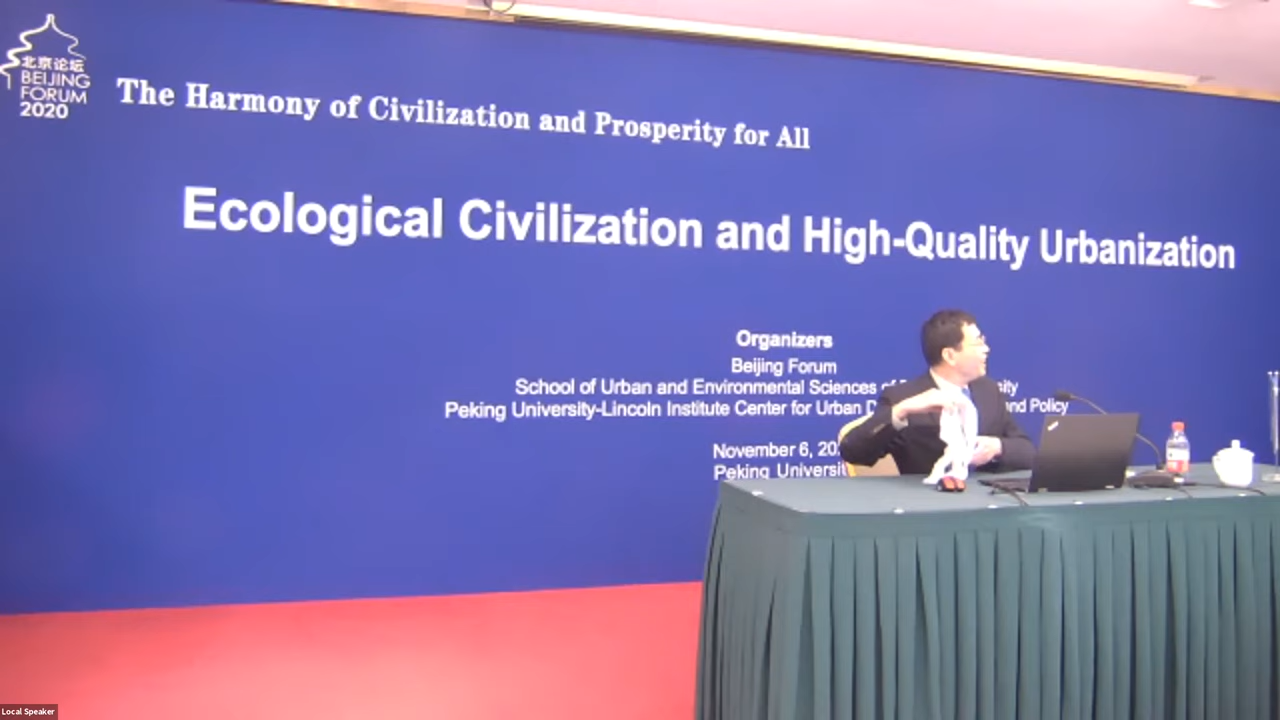 北京论坛
BEIJING
FORUM
2020
The Harmony of Civilization and Prosperity for All
Ecological Civilization and High-Quality Urbanization
Organizers
Beijing Forum
School of Urban and Environmental Sciences of
Peking University-Lincoln Institute Center for Urban and Policy
November 6,
Peking
Local Speaker